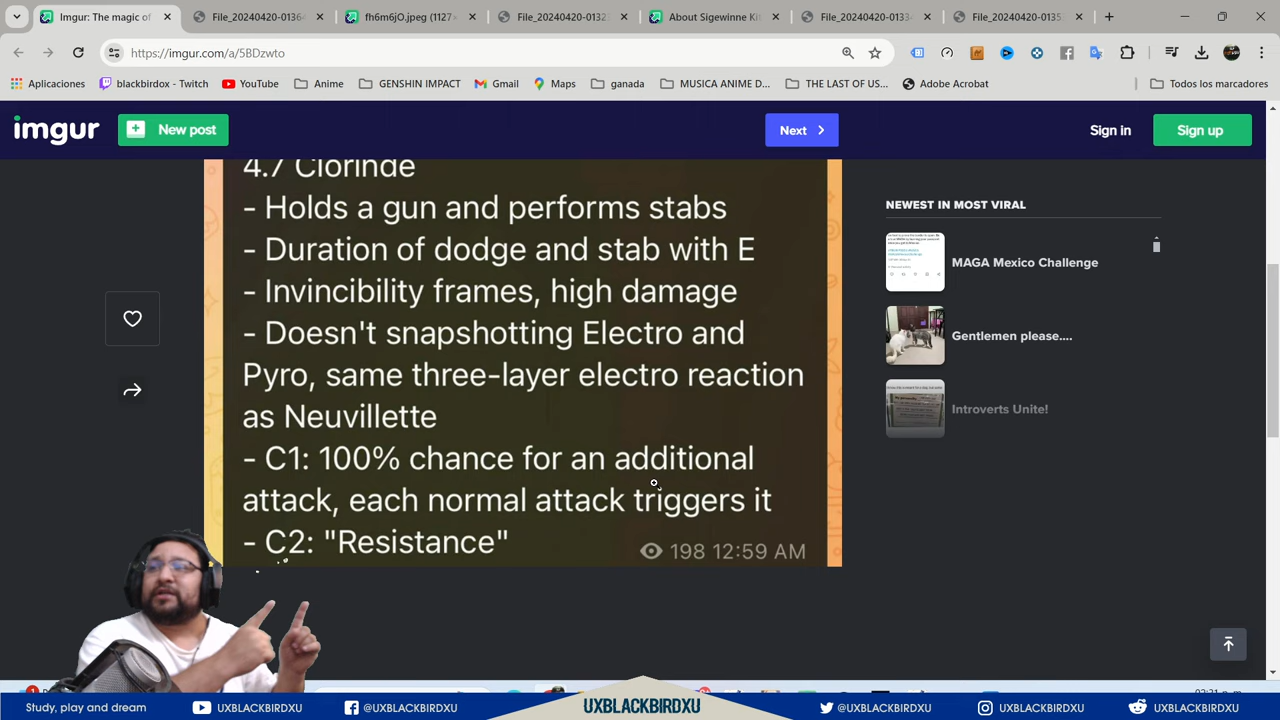 Imgur: The magic of
File_20240420-0136
fh6m6jO.jpeg (1127×
File_20240420-0132
About Sigewinne Kit
File_20240420-0133
File_20240420-0135
https://imgur.com/a/5BDzwto
Aplicaciones
blackbirdox - Twitch
YouTube
Anime
GENSHIN IMPACT
Gmail
Maps
ganada
MUSICA ANIME D...
THE LAST OF US...
Adobe Acrobat
Todos los marcadores
imgur
New post
Next
Sign in
Sign up
4.7 Clorinde
- Holds a gun and performs stabs
- Duration of dodge and stab with E
- Invincibility frames, high damage
- Doesn't snapshotting Electro and
Pyro, same three-layer electro reaction
as Neuvillette
- C1: 100% chance for an additional
attack, each normal attack triggers it
- C2: "Resistance"
198 12:59 AM
NEWEST IN MOST VIRAL
MAGA Mexico Challenge
Gentlemen please....
Introverts Unite!
Study, play and dream
UXBLACKBIRDXU
@UXBLACKBIRDXU
UXBLACKBIRDXU
@UXBLACKBIRDXU
UXBLACKBIRDXU
UXBLACKBIRDXU